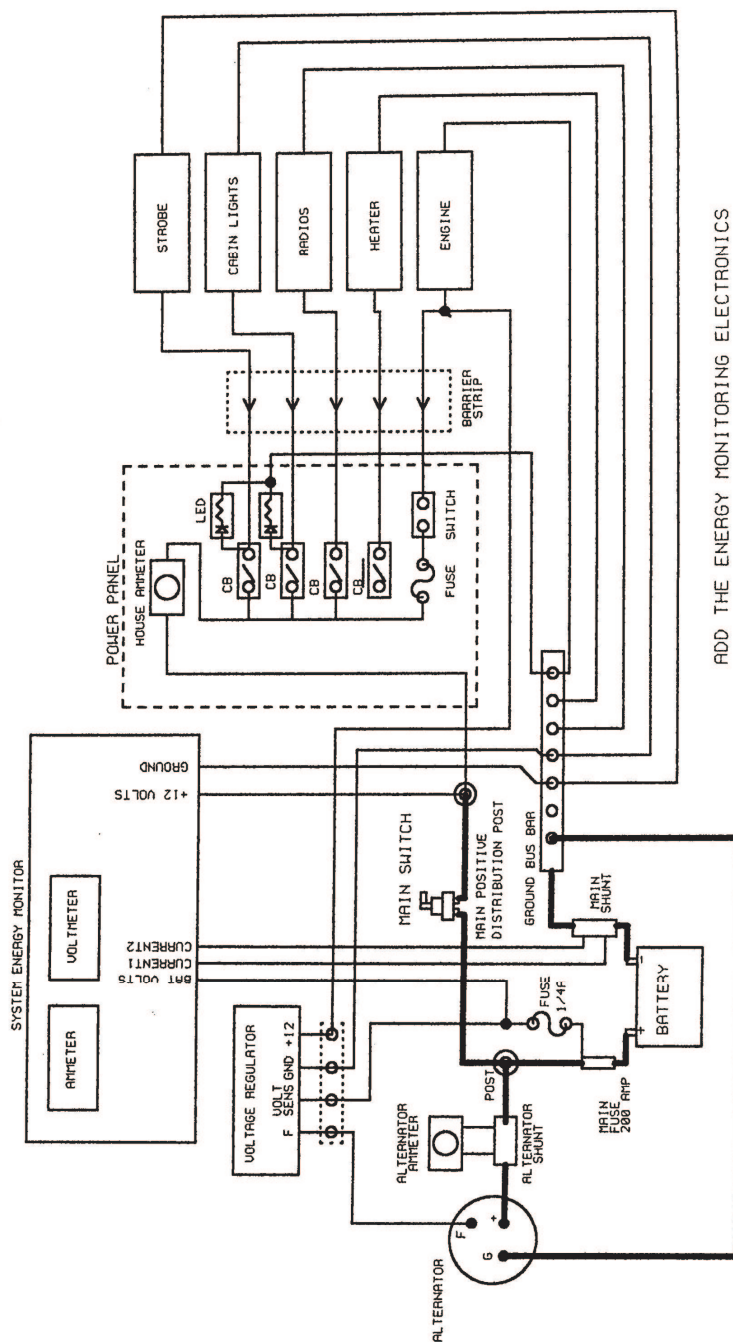 SYSTEM ENERGY MONITOR
AMMETER
VOLTMETER
BAT VOLTS
CURRENT1
CURRENT2
+12 VOLTS
GROUND
POWER PANEL
HOUSE AMMETER
LED
CB
CB
CB
CB
FUSE
SWITCH
BARRIER
STRIP
STROBE
CABIN LIGHTS
RADIOS
HEATER
ENGINE
VOLTAGE REGULATOR
F
VOLT
SENS
GND
+12
MAIN SWITCH
MAIN POSITIVE
DISTRIBUTION POST
GROUND BUS BAR
ALTERNATOR
AMMETER
ALTERNATOR
SHUNT
POST
FUSE
1/4A
MAIN
SHUNT
MAIN
FUSE
200 AMP
BATTERY
+
-
ALTERNATOR
F
+
G
ADD THE ENERGY MONITORING ELECTRONICS